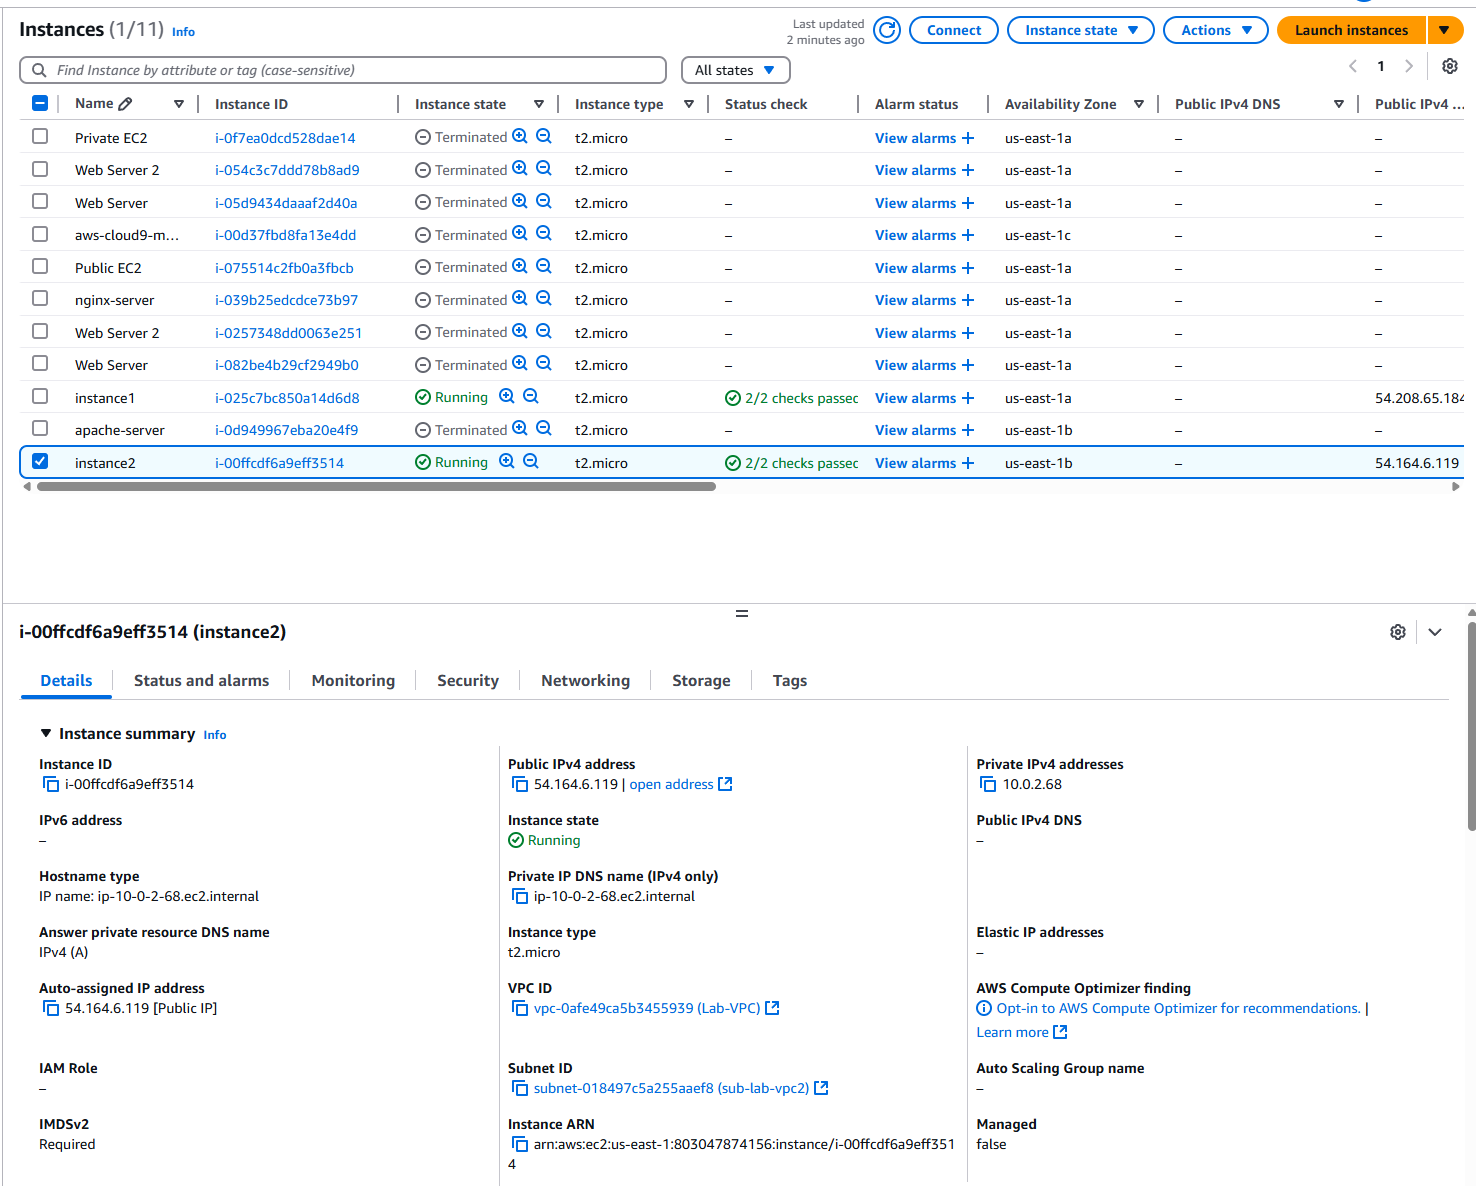 Instances (1/11) Info
Last updated
2 minutes ago
Connect
Instance state
Actions
Launch instances
Find Instance by attribute or tag (case-sensitive)
All states
1
Name Instance ID Instance state Instance type Status check Alarm status Availability Zone Public IPv4 DNS Public IPv4 ...
Private EC2 i-0f7ea0dcd528dae14 Terminated t2.micro – View alarms + us-east-1a – –
Web Server 2 i-054c3c7ddd78b8ad9 Terminated t2.micro – View alarms + us-east-1a – –
Web Server i-05d9434daaaf2d40a Terminated t2.micro – View alarms + us-east-1a – –
aws-cloud9-m... i-00d37fbd8fa13e4dd Terminated t2.micro – View alarms + us-east-1c – –
Public EC2 i-075514c2fb0a3fbcb Terminated t2.micro – View alarms + us-east-1a – –
nginx-server i-039b25edcdce73b97 Terminated t2.micro – View alarms + us-east-1a – –
Web Server 2 i-0257348dd0063e251 Terminated t2.micro – View alarms + us-east-1a – –
Web Server i-082be4b29cf2949b0 Terminated t2.micro – View alarms + us-east-1a – –
instance1 i-025c7bc850a14d6d8 Running t2.micro 2/2 checks passed View alarms + us-east-1a – 54.208.65.184
apache-server i-0d949967eba20e4f9 Terminated t2.micro – View alarms + us-east-1b – –
instance2 i-00ffcdf6a9eff3514 Running t2.micro 2/2 checks passed View alarms + us-east-1b – 54.164.6.119
i-00ffcdf6a9eff3514 (instance2)
Details Status and alarms Monitoring Security Networking Storage Tags
Instance summary Info
Instance ID
i-00ffcdf6a9eff3514
Public IPv4 address
54.164.6.119 | open address
Private IPv4 addresses
10.0.2.68
IPv6 address
–
Instance state
Running
Public IPv4 DNS
–
Hostname type
IP name: ip-10-0-2-68.ec2.internal
Private IP DNS name (IPv4 only)
ip-10-0-2-68.ec2.internal
Answer private resource DNS name
IPv4 (A)
Instance type
t2.micro
Elastic IP addresses
–
Auto-assigned IP address
54.164.6.119 [Public IP]
VPC ID
vpc-0afe49ca5b3455939 (Lab-VPC)
AWS Compute Optimizer finding
Opt-in to AWS Compute Optimizer for recommendations. |
Learn more
IAM Role
–
Subnet ID
subnet-018497c5a255aaef8 (sub-lab-vpc2)
Auto Scaling Group name
–
IMDSv2
Required
Instance ARN
arn:aws:ec2:us-east-1:803047874156:instance/i-00ffcdf6a9eff351
4
Managed
false